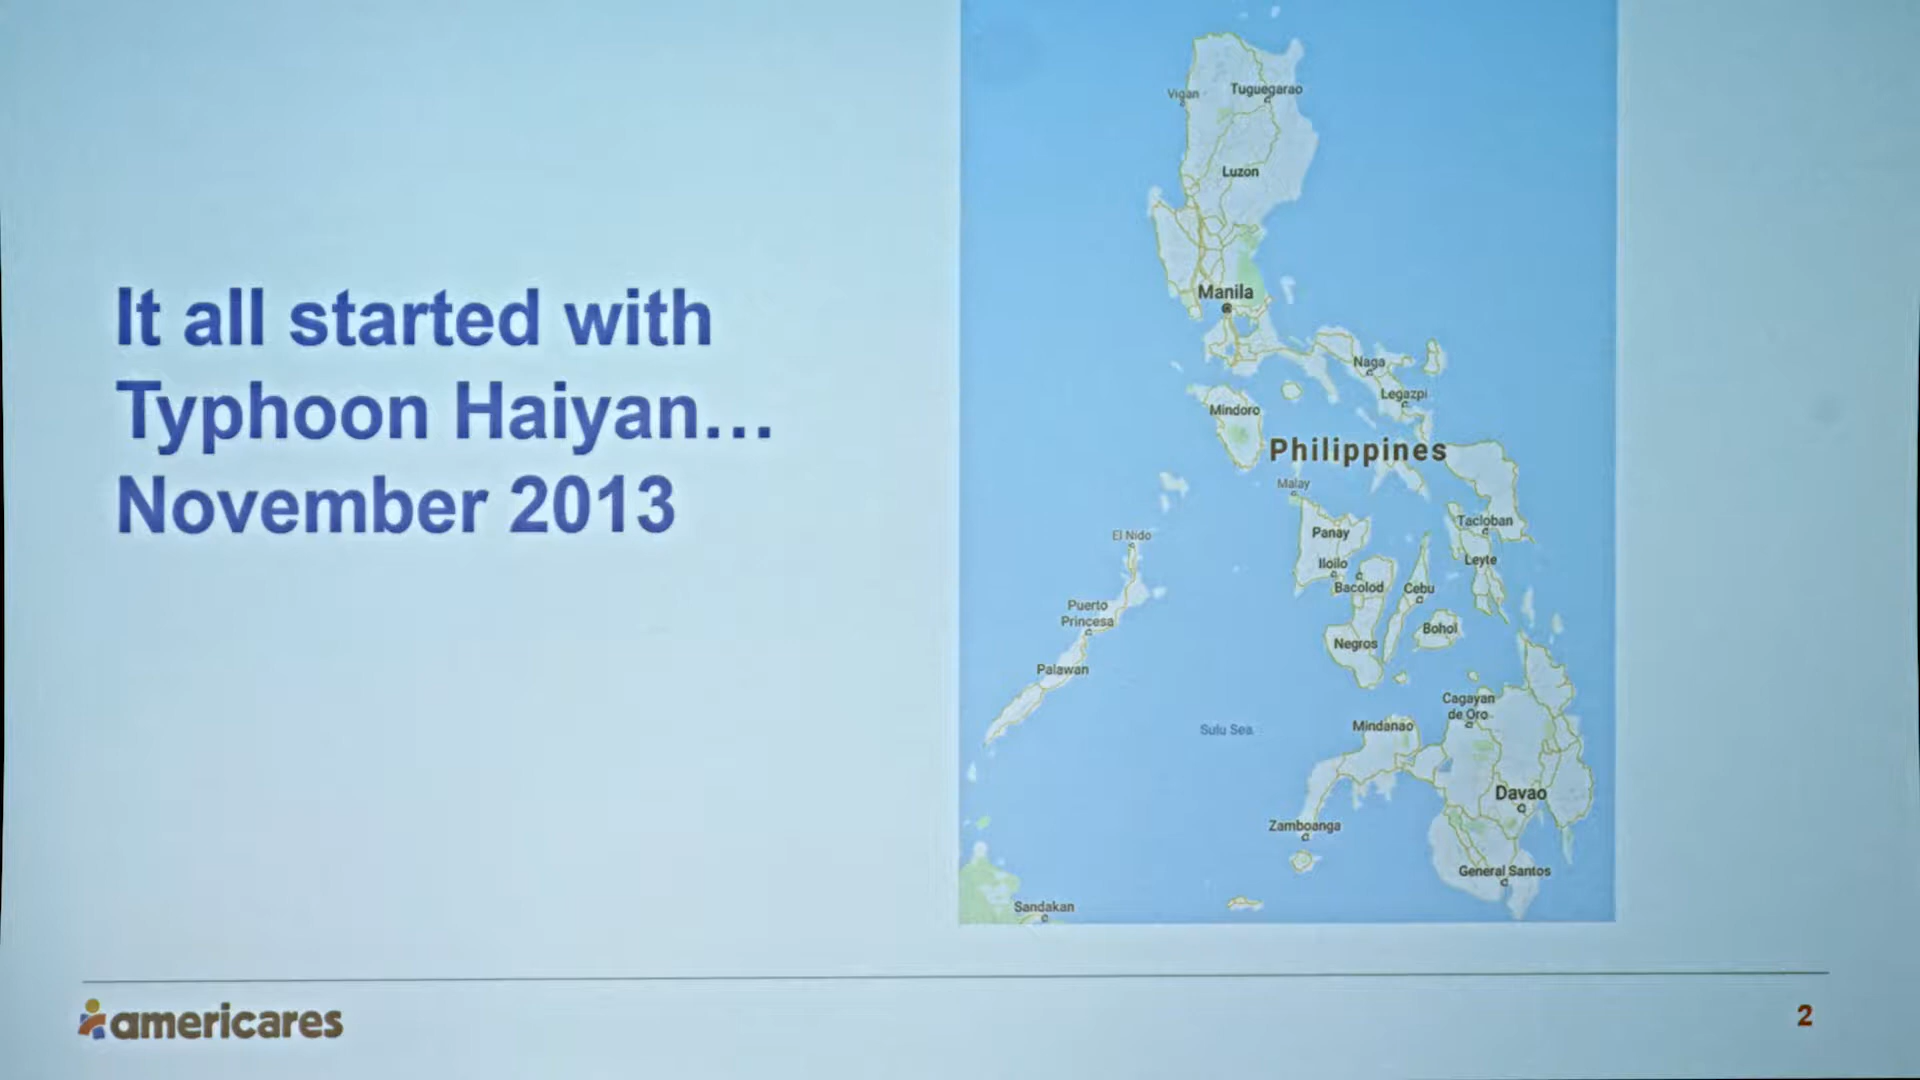 It all started with
Typhoon Haiyan...
November 2013
Vigan
Tuguegarao
Luzon
Manila
Naga
Legazpi
Mindoro
Philippines
Malay
Tacloban
Panay
El Nido
Leyte
Iloilo
Bacolod
Cebu
Puerto
Princesa
Bohol
Negros
Palawan
Cagayan
de Oro
Sulu Sea
Mindanao
Davao
Zamboanga
General Santos
Sandakan
americares
2